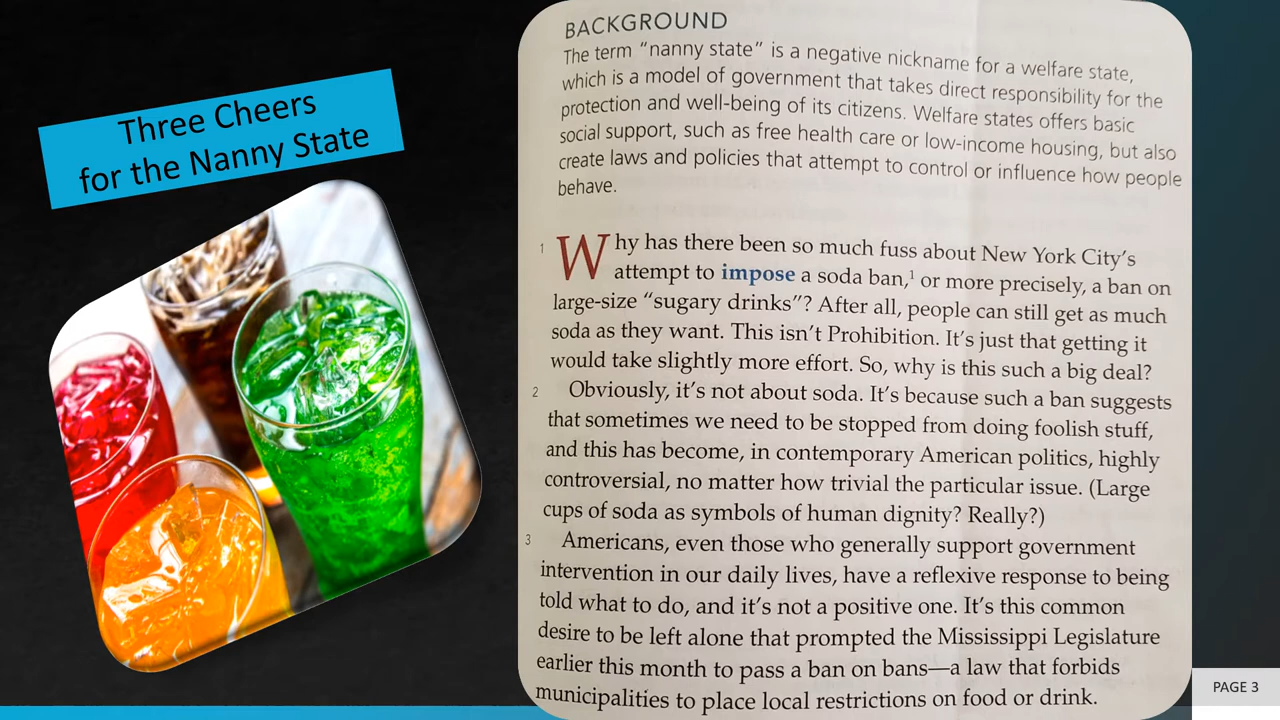 Three Cheers
for the Nanny State
BACKGROUND
The term “nanny state” is a negative nickname for a welfare state,
which is a model of government that takes direct responsibility for the
protection and well-being of its citizens. Welfare states offers basic
social support, such as free health care or low-income housing, but also
create laws and policies that attempt to control or influence how people
behave.
1 Why has there been so much fuss about New York City’s
attempt to impose a soda ban,¹ or more precisely, a ban on
large-size “sugary drinks”? After all, people can still get as much
soda as they want. This isn’t Prohibition. It’s just that getting it
would take slightly more effort. So, why is this such a big deal?
2 Obviously, it’s not about soda. It’s because such a ban suggests
that sometimes we need to be stopped from doing foolish stuff,
and this has become, in contemporary American politics, highly
controversial, no matter how trivial the particular issue. (Large
cups of soda as symbols of human dignity? Really?)
3 Americans, even those who generally support government
intervention in our daily lives, have a reflexive response to being
told what to do, and it’s not a positive one. It’s this common
desire to be left alone that prompted the Mississippi Legislature
earlier this month to pass a ban on bans—a law that forbids
municipalities to place local restrictions on food or drink.
PAGE 3